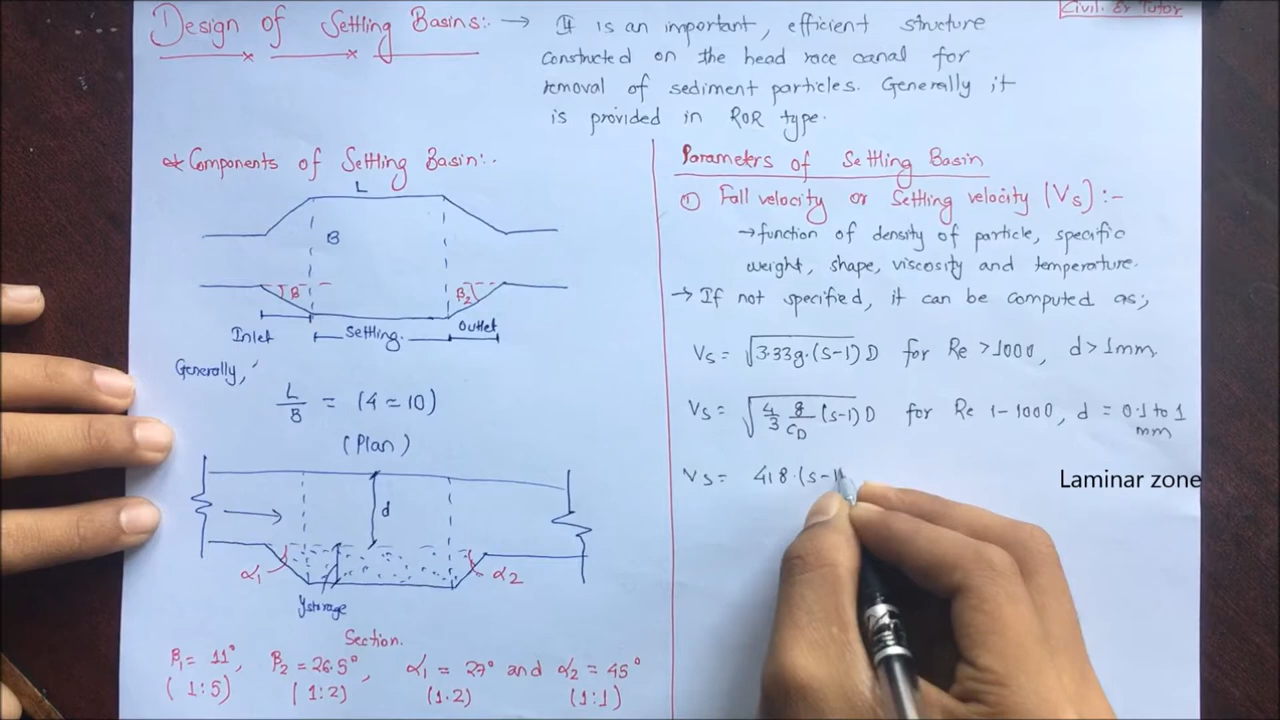 Design of Settling Basins:- → It is an important, efficient structure
constructed on the head race canal for
removal of sediment particles. Generally it
is provided in ROR type.
Civil Er Tutor
* Components of Settling Basin:-
L
B
β
β2
Inlet
Settling.
Outlet
Generally,
L/B = (4 ≈ 10)
(Plan)
d
α1
α2
Ystorage
Section.
β1 = 11°, β2 = 26.5°, α1 = 27° and α2 = 45°
(1:5) (1:2) (1:2) (1:1)
Parameters of Settling Basin
① Fall velocity or Settling velocity (Vs) :-
→ function of density of particle, specific
weight, shape, viscosity and temperature.
→ If not specified, it can be computed as;
Vs = √3.33g.(S-1) D for Re >1000, d > 1mm.
Vs = √4/3 g/CD (S-1) D for Re 1-1000, d = 0.1 to 1
mm
Vs = 418.(S-1
Laminar zone